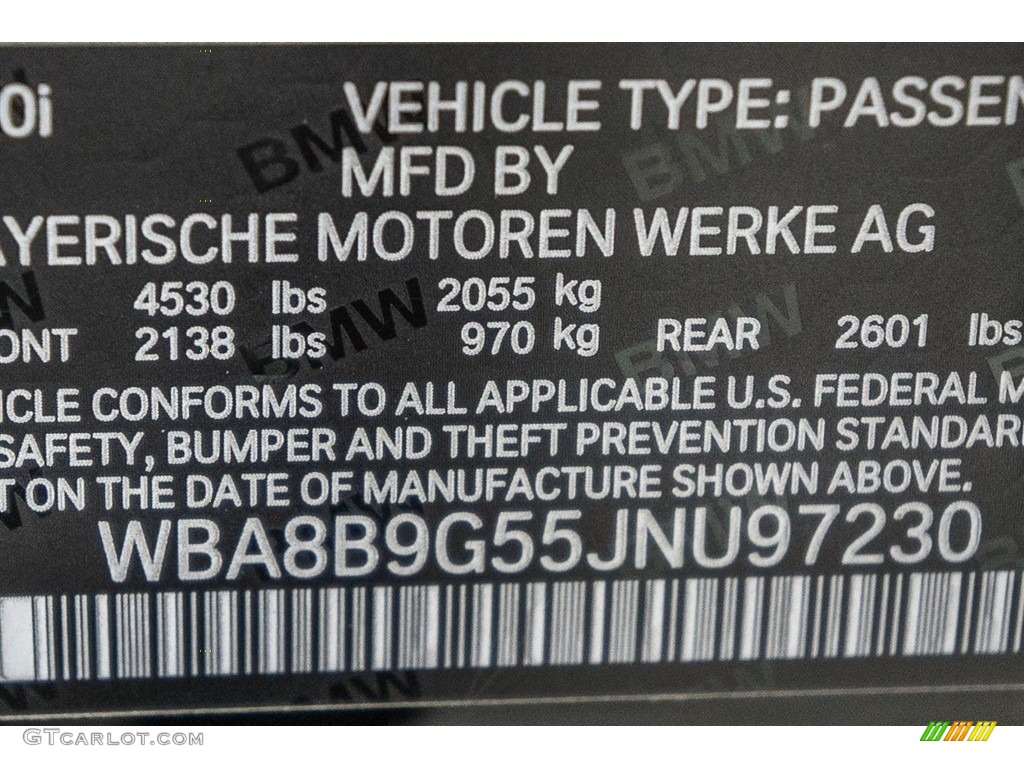 0i VEHICLE TYPE: PASSEN
MFD BY
AYERISCHE MOTOREN WERKE AG
4530 lbs 2055 kg
ONT 2138 lbs 970 kg REAR 2601 lbs
ICLE CONFORMS TO ALL APPLICABLE U.S. FEDERAL M
SAFETY, BUMPER AND THEFT PREVENTION STANDAR
T ON THE DATE OF MANUFACTURE SHOWN ABOVE.
WBA8B9G55JNU97230
GTCARLOT.COM